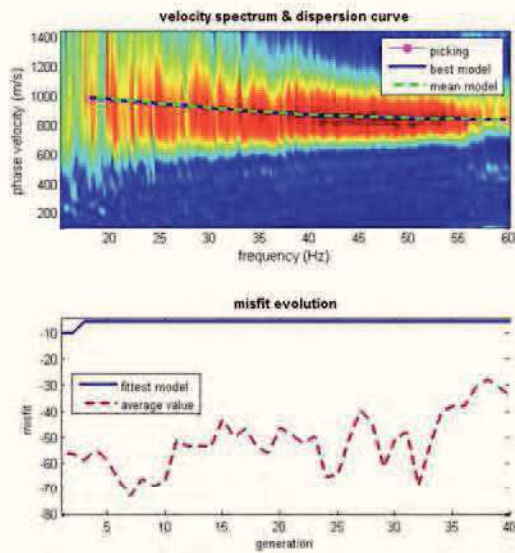 velocity spectrum & dispersion curve
1400
1200
1000
800
600
400
200
phase velocity (m/s)
picking
best model
mean model
20 25 30 35 40 45 50 55 60
frequency (Hz)
misfit evolution
-10
-20
-30
-40
-50
-60
-70
-80
misfit
fittest model
average value
5 10 15 20 25 30 35 40
generation